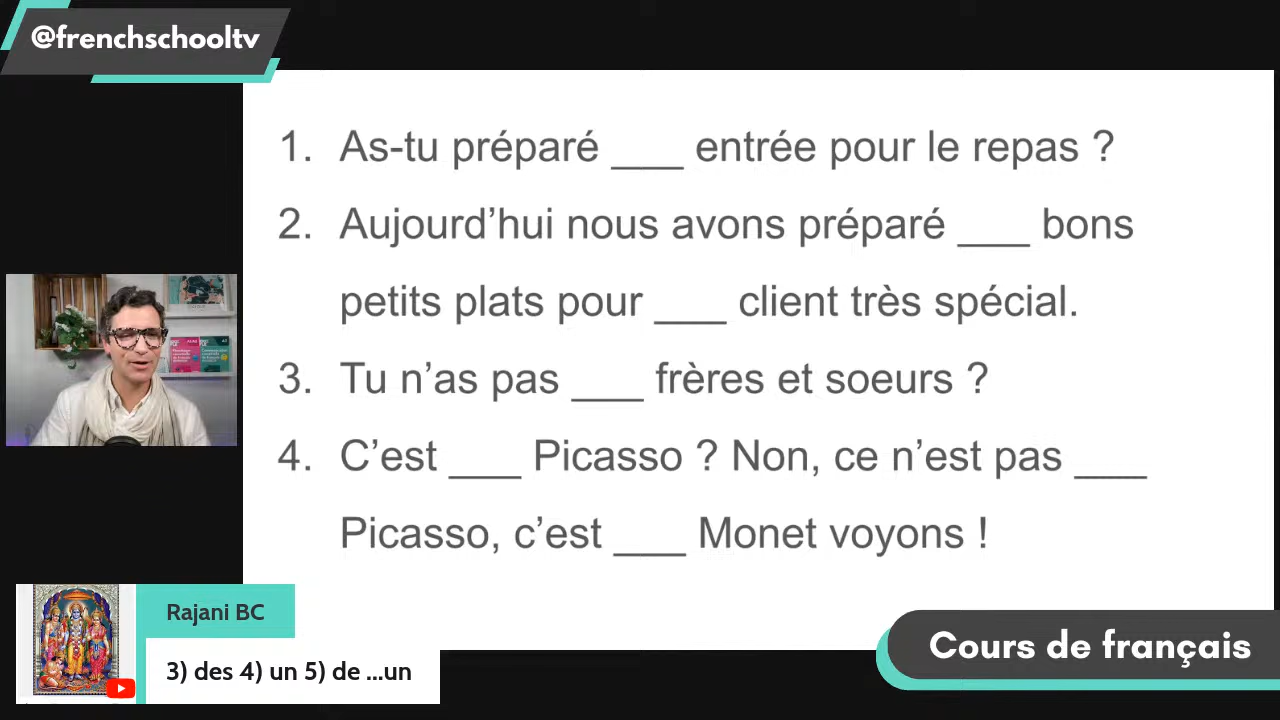 @frenchschooltv
1. As-tu préparé ___ entrée pour le repas ?
2. Aujourd’hui nous avons préparé ___ bons
petits plats pour ___ client très spécial.
3. Tu n’as pas ___ frères et soeurs ?
4. C’est ___ Picasso ? Non, ce n’est pas ___
Picasso, c’est ___ Monet voyons !
Rajani BC
3) des 4) un 5) de ...un
Cours de français